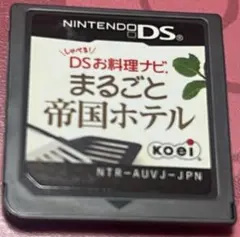 NINTENDO DS
しゃべる!
DSお料理ナビ
まるごと
帝国ホテル
KOEI
NTR-AUVJ-JPN